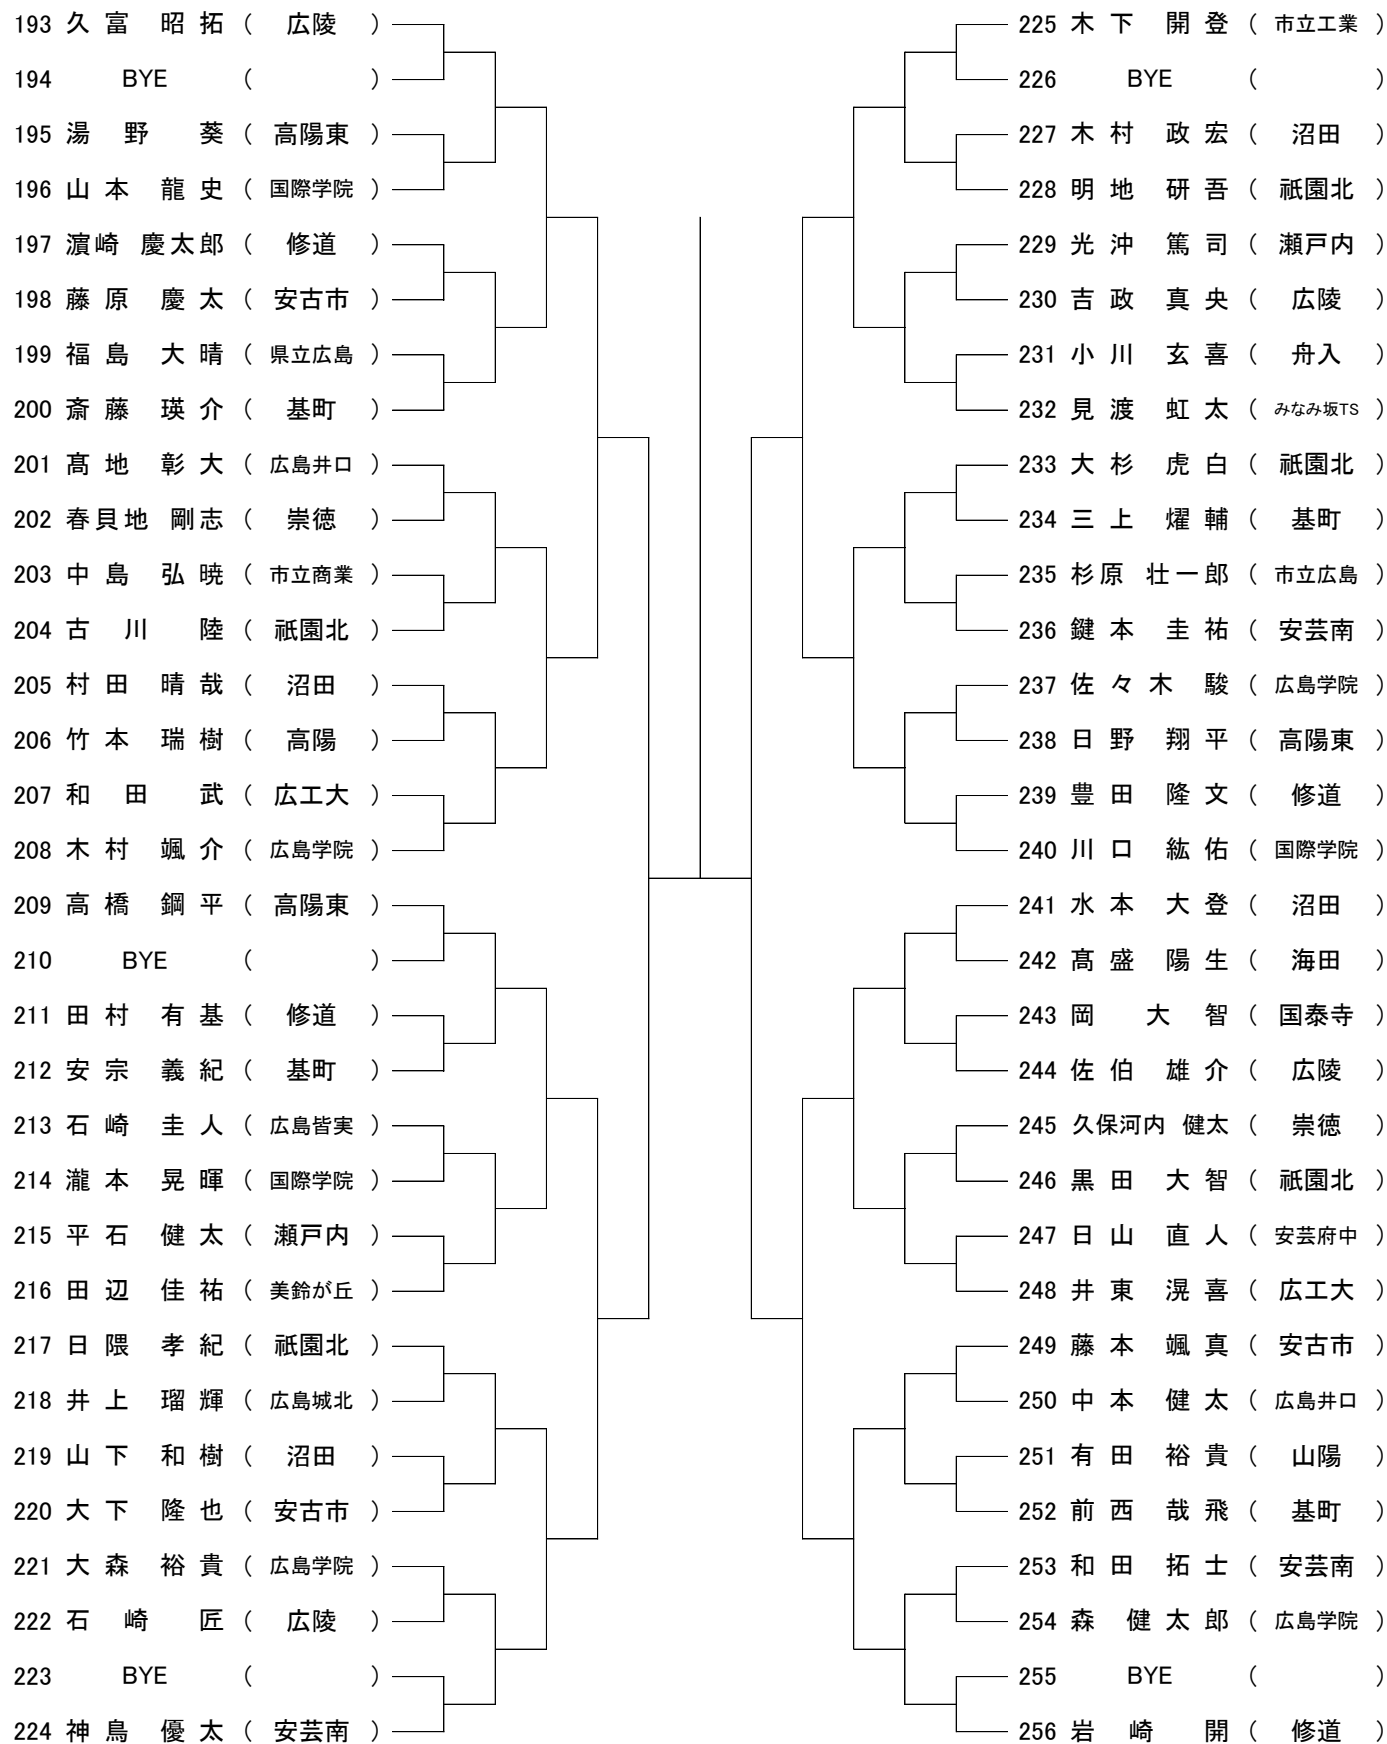 193 久富 昭拓 ( 広陵 )
194 BYE ( )
195 湯野 葵 ( 高陽東 )
196 山本 龍史 ( 国際学院 )
197 濵崎 慶太郎 ( 修道 )
198 藤原 慶太 ( 安古市 )
199 福島 大晴 ( 県立広島 )
200 斎藤 瑛介 ( 基町 )
201 髙地 彰大 ( 広島井口 )
202 春貝地 剛志 ( 崇徳 )
203 中島 弘暁 ( 市立商業 )
204 古川 陸 ( 祇園北 )
205 村田 晴哉 ( 沼田 )
206 竹本 瑞樹 ( 高陽 )
207 和田 武 ( 広工大 )
208 木村 颯介 ( 広島学院 )
209 高橋 鋼平 ( 高陽東 )
210 BYE ( )
211 田村 有基 ( 修道 )
212 安宗 義紀 ( 基町 )
213 石崎 圭人 ( 広島皆実 )
214 瀧本 晃暉 ( 国際学院 )
215 平石 健太 ( 瀬戸内 )
216 田辺 佳祐 ( 美鈴が丘 )
217 日隈 孝紀 ( 祇園北 )
218 井上 瑠輝 ( 広島城北 )
219 山下 和樹 ( 沼田 )
220 大下 隆也 ( 安古市 )
221 大森 裕貴 ( 広島学院 )
222 石崎 匠 ( 広陵 )
223 BYE ( )
224 神鳥 優太 ( 安芸南 )
225 木下 開登 ( 市立工業 )
226 BYE ( )
227 木村 政宏 ( 沼田 )
228 明地 研吾 ( 祇園北 )
229 光沖 篤司 ( 瀬戸内 )
230 吉政 真央 ( 広陵 )
231 小川 玄喜 ( 舟入 )
232 見渡 虹太 ( みなみ坂TS )
233 大杉 虎白 ( 祇園北 )
234 三上 燿輔 ( 基町 )
235 杉原 壮一郎 ( 市立広島 )
236 鍵本 圭祐 ( 安芸南 )
237 佐々木 駿 ( 広島学院 )
238 日野 翔平 ( 高陽東 )
239 豊田 隆文 ( 修道 )
240 川口 紘佑 ( 国際学院 )
241 水本 大登 ( 沼田 )
242 髙盛 陽生 ( 海田 )
243 岡 大智 ( 国泰寺 )
244 佐伯 雄介 ( 広陵 )
245 久保河内 健太 ( 崇徳 )
246 黒田 大智 ( 祇園北 )
247 日山 直人 ( 安芸府中 )
248 井東 滉喜 ( 広工大 )
249 藤本 颯真 ( 安古市 )
250 中本 健太 ( 広島井口 )
251 有田 裕貴 ( 山陽 )
252 前西 哉飛 ( 基町 )
253 和田 拓士 ( 安芸南 )
254 森 健太郎 ( 広島学院 )
255 BYE ( )
256 岩崎 開 ( 修道 )